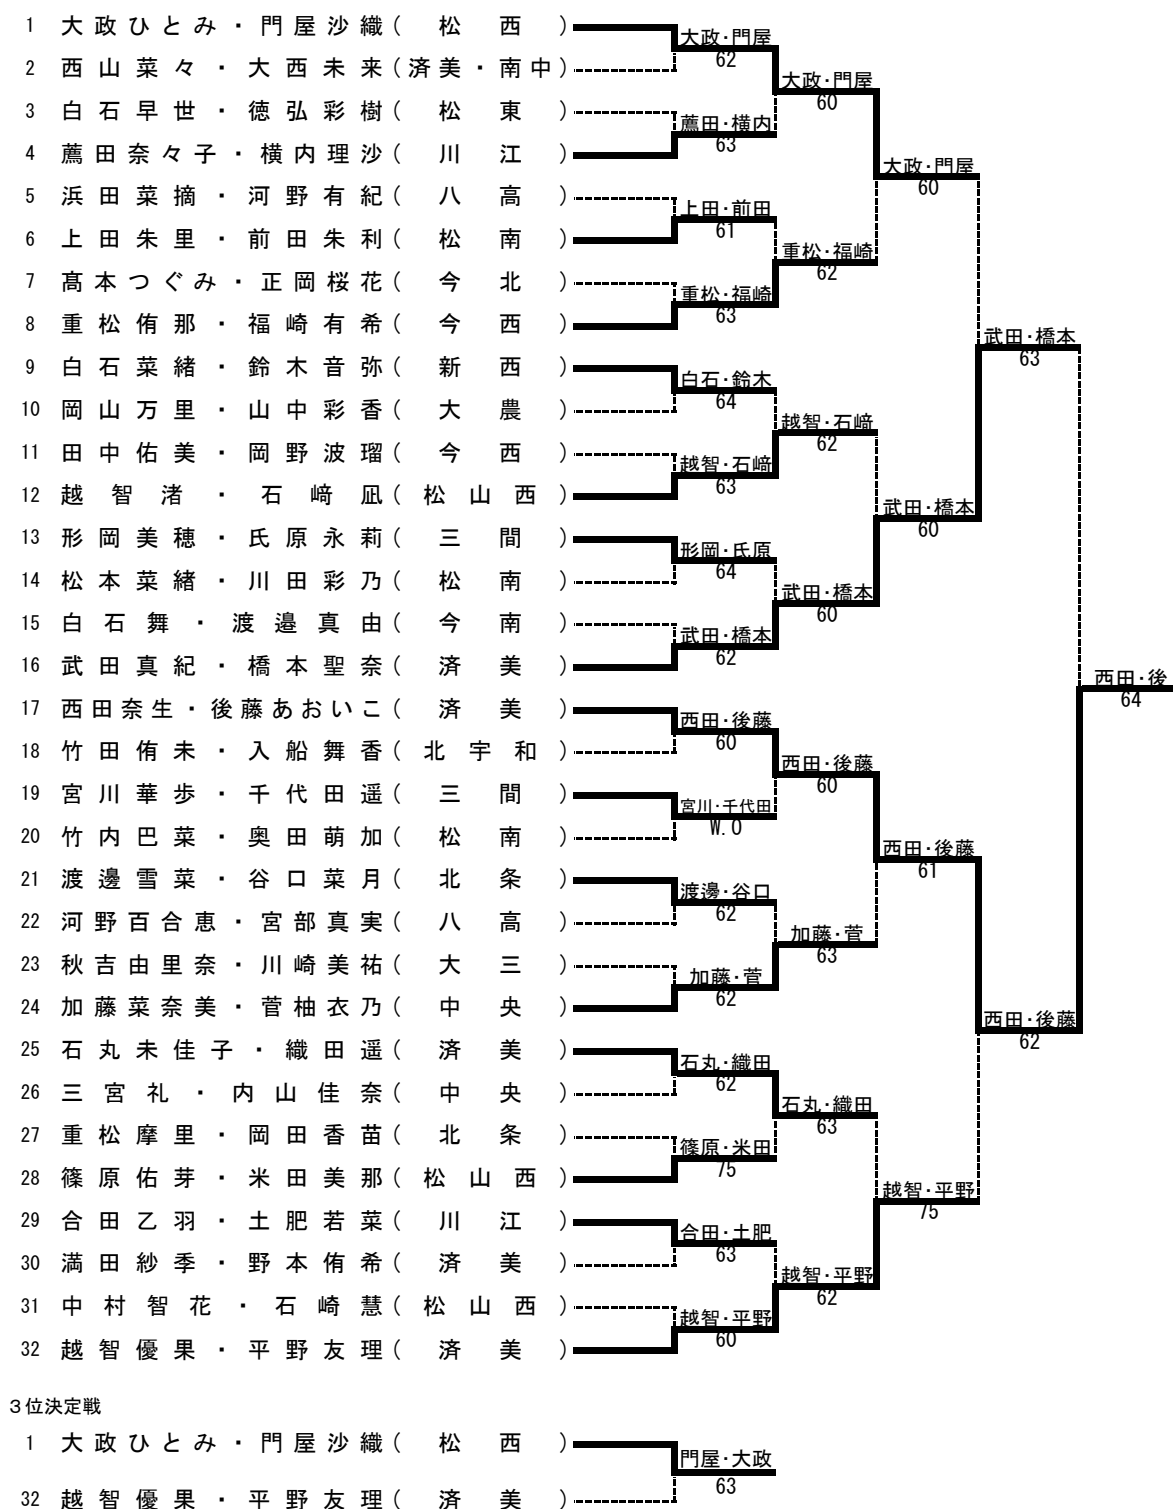 1 大政ひとみ・門屋沙織( 松西 )
大政・門屋
62
2 西山菜々・大西未来(済美・南中)
大政・門屋
60
3 白石早世・徳弘彩樹( 松東 )
薦田・横内
63
4 薦田奈々子・横内理沙( 川江 )
大政・門屋
60
5 浜田菜摘・河野有紀( 八高 )
上田・前田
61
6 上田朱里・前田朱利( 松南 )
重松・福崎
62
7 髙本つぐみ・正岡桜花( 今北 )
重松・福崎
63
8 重松侑那・福崎有希( 今西 )
武田・橋本
63
9 白石菜緒・鈴木音弥( 新西 )
白石・鈴木
64
10 岡山万里・山中彩香( 大農 )
越智・石﨑
62
11 田中佑美・岡野波瑠( 今西 )
越智・石﨑
63
12 越智渚・石﨑凪( 松山西 )
武田・橋本
60
13 形岡美穂・氏原永莉( 三間 )
形岡・氏原
64
14 松本菜緒・川田彩乃( 松南 )
武田・橋本
60
15 白石舞・渡邉真由( 今南 )
武田・橋本
62
16 武田真紀・橋本聖奈( 済美 )
西田・後
64
17 西田奈生・後藤あおいこ( 済美 )
西田・後藤
60
18 竹田侑未・入船舞香( 北宇和 )
西田・後藤
60
19 宮川華歩・千代田遥( 三間 )
宮川・千代田
W.O
20 竹内巴菜・奥田萌加( 松南 )
西田・後藤
61
21 渡邊雪菜・谷口菜月( 北条 )
渡邊・谷口
62
22 河野百合恵・宮部真実( 八高 )
加藤・菅
63
23 秋吉由里奈・川崎美祐( 大三 )
加藤・菅
62
24 加藤菜奈美・菅柚衣乃( 中央 )
西田・後藤
62
25 石丸未佳子・織田遥( 済美 )
石丸・織田
62
26 三宮礼・内山佳奈( 中央 )
石丸・織田
63
27 重松摩里・岡田香苗( 北条 )
篠原・米田
75
28 篠原佑芽・米田美那( 松山西 )
越智・平野
75
29 合田乙羽・土肥若菜( 川江 )
合田・土肥
63
30 満田紗季・野本侑希( 済美 )
越智・平野
62
31 中村智花・石崎慧( 松山西 )
越智・平野
60
32 越智優果・平野友理( 済美 )
３位決定戦
1 大政ひとみ・門屋沙織( 松西 )
門屋・大政
63
32 越智優果・平野友理( 済美 )